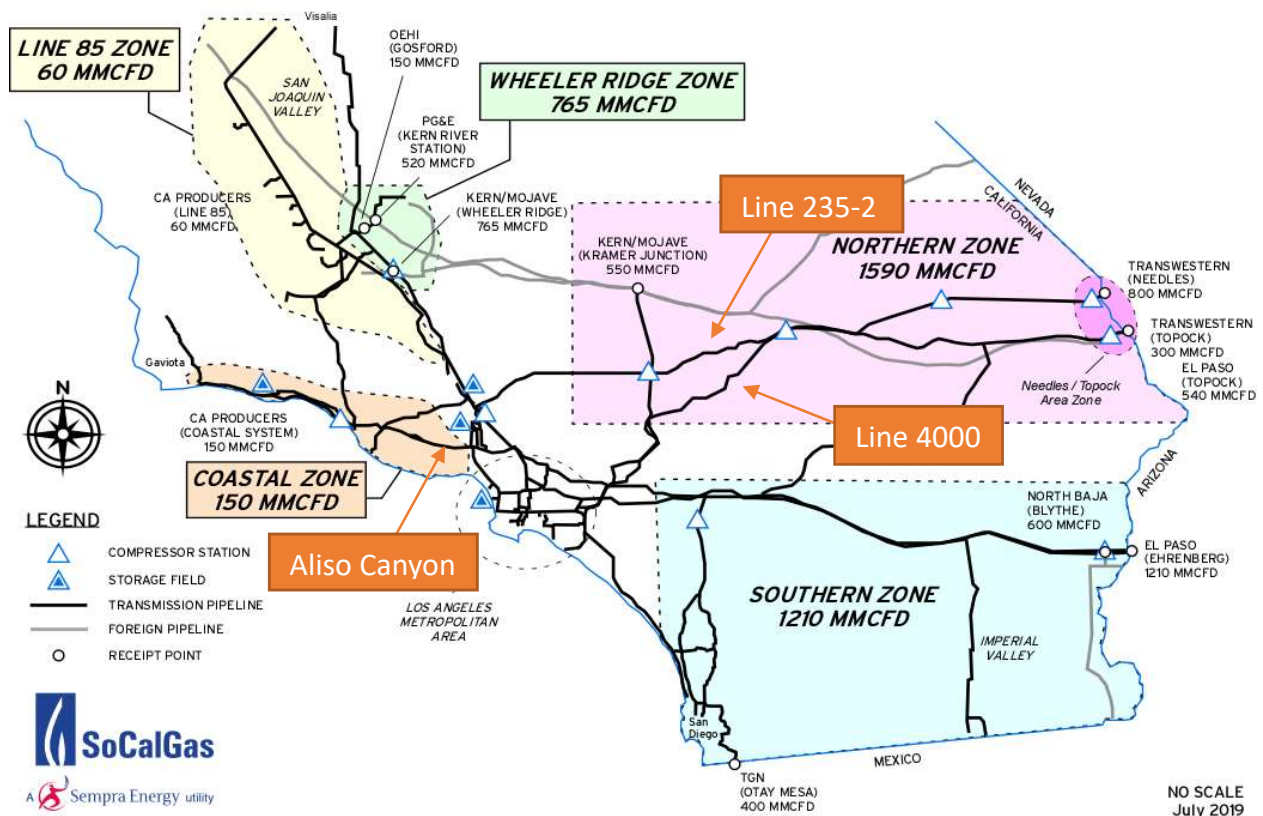 Visalia
LINE 85 ZONE
60 MMCFD
OEHI
(GOSFORD)
150 MMCFD
SAN
JOAQUIN
VALLEY
WHEELER RIDGE ZONE
765 MMCFD
PG&E
(KERN RIVER
STATION)
520 MMCFD
CA PRODUCERS
(LINE 85)
60 MMCFD
KERN/MOJAVE
(WHEELER RIDGE)
765 MMCFD
Line 235-2
NEVADA
CALIFORNIA
KERN/MOJAVE
(KRAMER JUNCTION)
550 MMCFD
NORTHERN ZONE
1590 MMCFD
TRANSWESTERN
(NEEDLES)
800 MMCFD
TRANSWESTERN
(TOPOCK)
300 MMCFD
EL PASO
(TOPOCK)
540 MMCFD
Needles / Topock
Area Zone
Gaviota
N
CA PRODUCERS
(COASTAL SYSTEM)
150 MMCFD
Line 4000
COASTAL ZONE
150 MMCFD
ARIZONA
NORTH BAJA
(BLYTHE)
600 MMCFD
EL PASO
(EHRENBERG)
1210 MMCFD
LEGEND
COMPRESSOR STATION
STORAGE FIELD
TRANSMISSION PIPELINE
FOREIGN PIPELINE
RECEIPT POINT
Aliso Canyon
LOS ANGELES
METROPOLITAN
AREA
SOUTHERN ZONE
1210 MMCFD
IMPERIAL
VALLEY
San
Diego
MEXICO
TGN
(OTAY MESA)
400 MMCFD
SoCalGas
A Sempra Energy utility
NO SCALE
July 2019